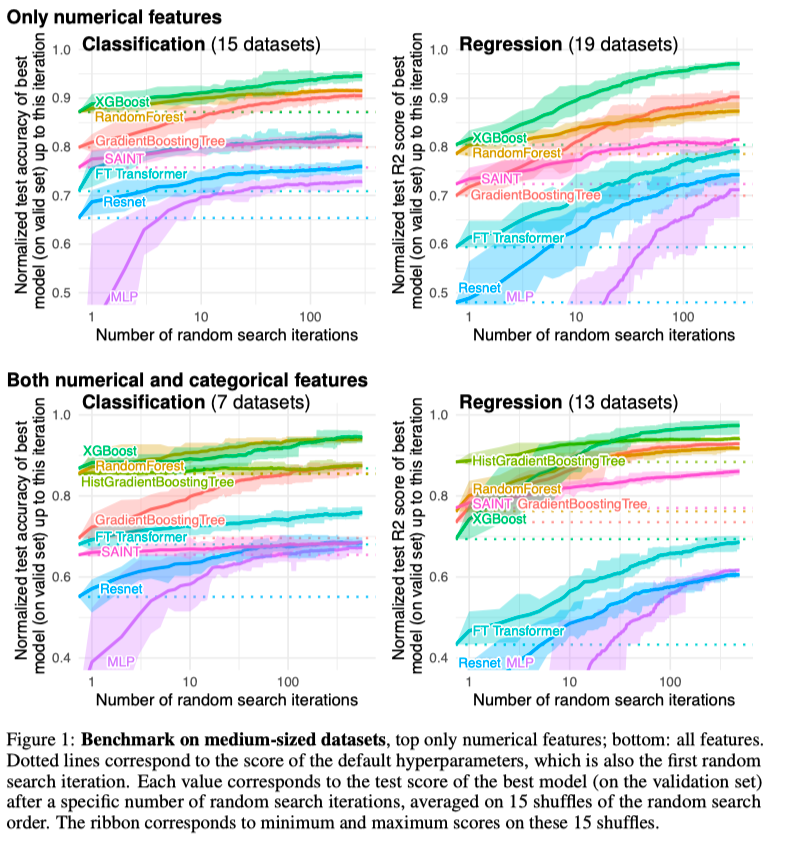 Only numerical features
Classification (15 datasets)
Normalized test accuracy of best
model (on valid set) up to this iteration
1.0
0.9
0.8
0.7
0.6
0.5
XGBoost
RandomForest
GradientBoostingTree
SAINT
FT Transformer
Resnet
MLP
1
10
100
Number of random search iterations
Regression (19 datasets)
Normalized test R2 score of best
model (on valid set) up to this iteration
1.0
0.9
0.8
0.7
0.6
0.5
XGBoost
RandomForest
SAINT
GradientBoostingTree
FT Transformer
Resnet
MLP
1
10
100
Number of random search iterations
Both numerical and categorical features
Classification (7 datasets)
Normalized test accuracy of best
model (on valid set) up to this iteration
1.0
0.8
0.6
0.4
XGBoost
RandomForest
HistGradientBoostingTree
GradientBoostingTree
FT Transformer
SAINT
Resnet
MLP
1
10
100
Number of random search iterations
Regression (13 datasets)
Normalized test R2 score of best
model (on valid set) up to this iteration
1.0
0.8
0.6
0.4
HistGradientBoostingTree
RandomForest
SAINT GradientBoostingTree
XGBoost
FT Transformer
Resnet MLP
1
10
100
Number of random search iterations
Figure 1: Benchmark on medium-sized datasets, top only numerical features; bottom: all features.
Dotted lines correspond to the score of the default hyperparameters, which is also the first random
search iteration. Each value corresponds to the test score of the best model (on the validation set)
after a specific number of random search iterations, averaged on 15 shuffles of the random search
order. The ribbon corresponds to minimum and maximum scores on these 15 shuffles.